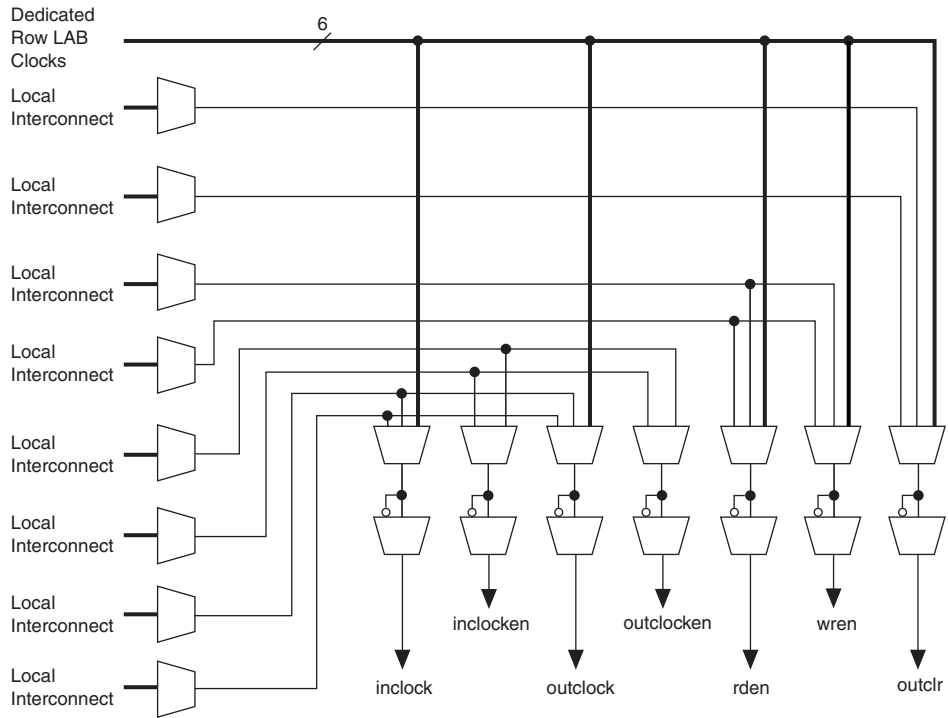 Dedicated
Row LAB
Clocks
6
Local
Interconnect
Local
Interconnect
Local
Interconnect
Local
Interconnect
Local
Interconnect
Local
Interconnect
Local
Interconnect
Local
Interconnect
inclocken
outclocken
wren
inclock
outclock
rden
outclr